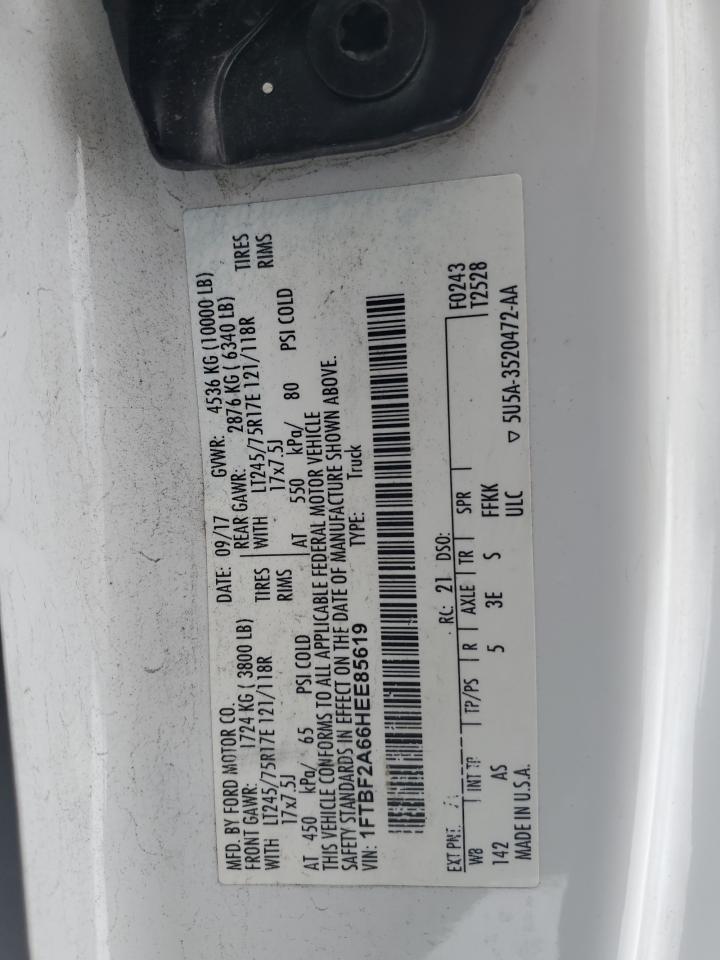 MFD. BY FORD MOTOR CO.
DATE: 09/17 GVWR: 4536 KG (10000 LB)
FRONT GAWR: 1724 KG ( 3800 LB)
REAR GAWR: 2876 KG ( 6340 LB)
WITH LT245/75R17E 121/118R TIRES
WITH LT245/75R17E 121/118R TIRES
17x7.5J RIMS
17x7.5J RIMS
AT 450 kPa/ 65 PSI COLD
AT 550 kPa/ 80 PSI COLD
THIS VEHICLE CONFORMS TO ALL APPLICABLE FEDERAL MOTOR VEHICLE
SAFETY STANDARDS IN EFFECT ON THE DATE OF MANUFACTURE SHOWN ABOVE.
VIN: 1FTBF2A66HEE85619 TYPE: Truck
F0243
T2528
EXT PNT: RC: 21 DSO:
WB INT TP TP/PS R AXLE TR SPR
142 AS 5 3E S FFKK
ULC
MADE IN U.S.A. ▽ 5U5A-3520472-AA